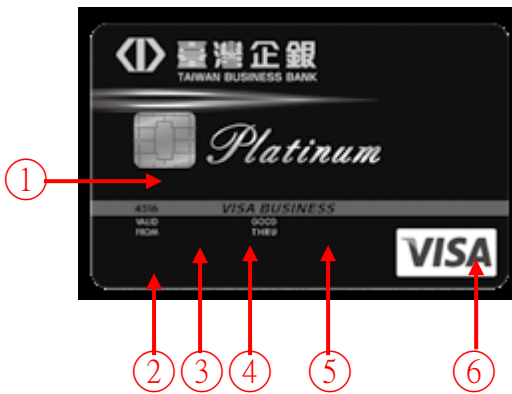 臺灣企銀
TAIWAN BUSINESS BANK
Platinum
①
4516 VISA BUSINESS
VALID FROM GOOD THRU
VISA
② ③ ④ ⑤ ⑥